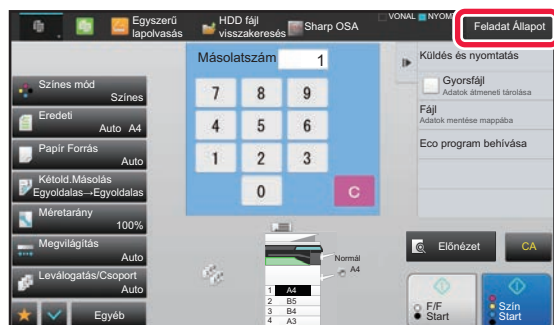 Egyszerű
lapolvasás
HDD fájl
visszakeresés
Sharp OSA
VONAL
NYOM
Feladat Állapot
Színes mód
Színes
Eredeti
Auto A4
Papír Forrás
Auto
Kétold.Másolás
Egyoldalas→Egyoldalas
Méretarány
100%
Megvilágítás
Auto
Leválogatás/Csoport
Auto
Egyéb
Másolatszám
1
7 8 9
4 5 6
1 2 3
0 C
Normál
A4
1 A4
2 B5
3 B4
4 A3
Küldés és nyomtatás
Gyorsfájl
Adatok átmeneti tárolása
Fájl
Adatok mentése mappába
Eco program behívása
Előnézet
CA
F/F
Start
Szín
Start